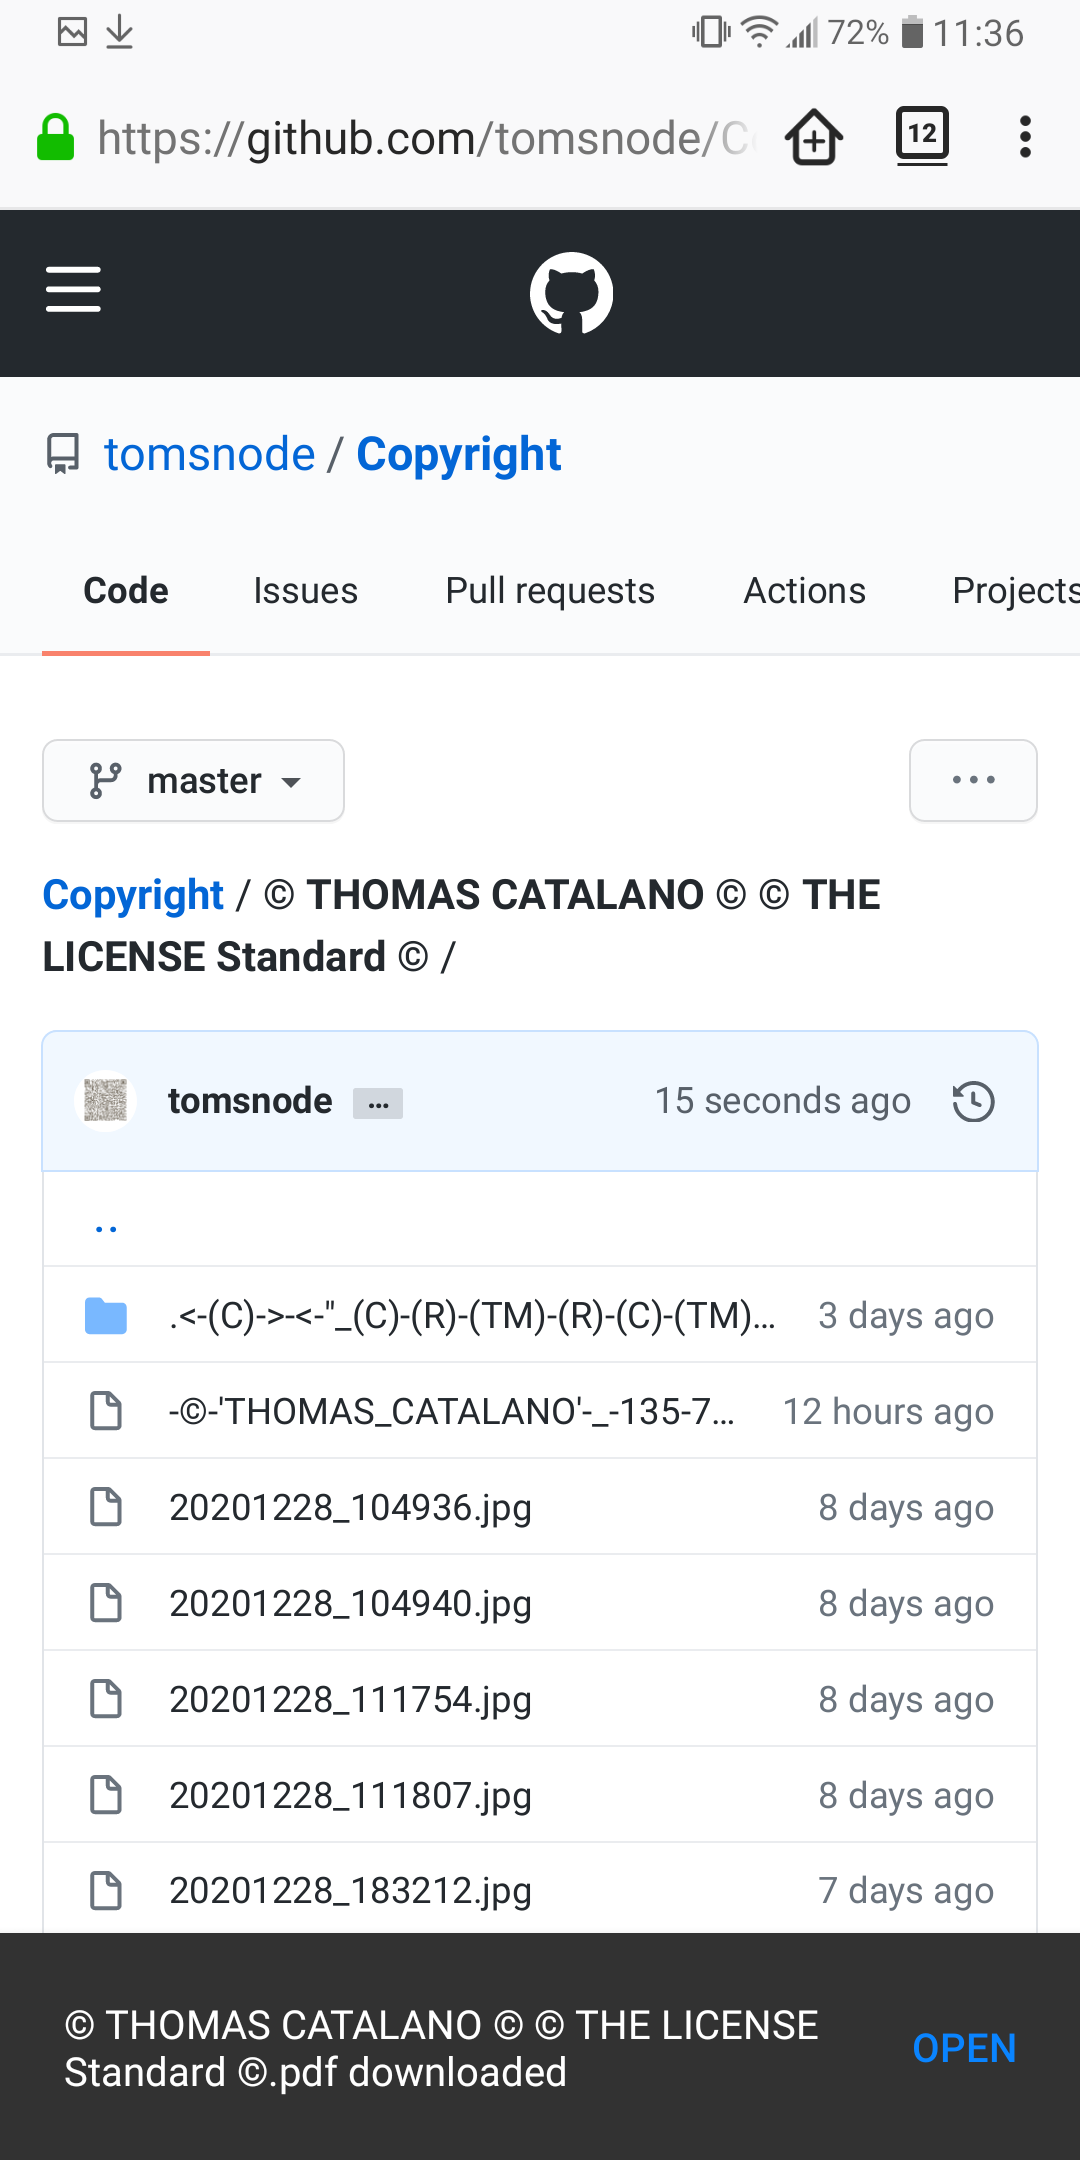 72% 11:36
https://github.com/tomsnode/C
12
tomsnode / Copyright
Code Issues Pull requests Actions Projects
master ...
Copyright / © THOMAS CATALANO © © THE
LICENSE Standard © /
tomsnode ... 15 seconds ago
..
.<-(C)->-<-"_(C)-(R)-(TM)-(R)-(C)-(TM)... 3 days ago
-©-'THOMAS_CATALANO'-_-135-7... 12 hours ago
20201228_104936.jpg 8 days ago
20201228_104940.jpg 8 days ago
20201228_111754.jpg 8 days ago
20201228_111807.jpg 8 days ago
20201228_183212.jpg 7 days ago
© THOMAS CATALANO © © THE LICENSE
Standard ©.pdf downloaded
OPEN